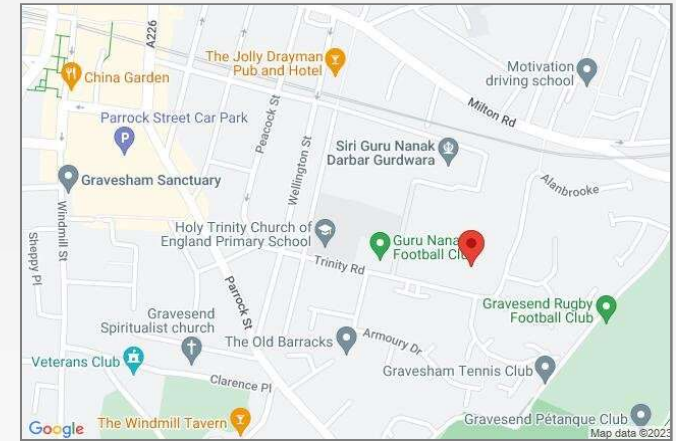 A226
The Jolly Drayman
Pub and Hotel
China Garden
Motivation
driving school
Milton Rd
Peacock St
Parrock Street Car Park
Wellington St
Siri Guru Nanak
Darbar Gurdwara
Gravesham Sanctuary
Alanbrooke
Windmill St
Sheppy Pl
Holy Trinity Church of
England Primary School
Guru Nana
Football Cl
Trinity Rd
Parrock St
Gravesend Rugby
Football Club
Gravesend
Spiritualist church
The Old Barracks
Armoury Dr
Veterans Club
Gravesham Tennis Club
Clarence Pl
The Windmill Tavern
Gravesend Pétanque Club
Google
Map data ©2023